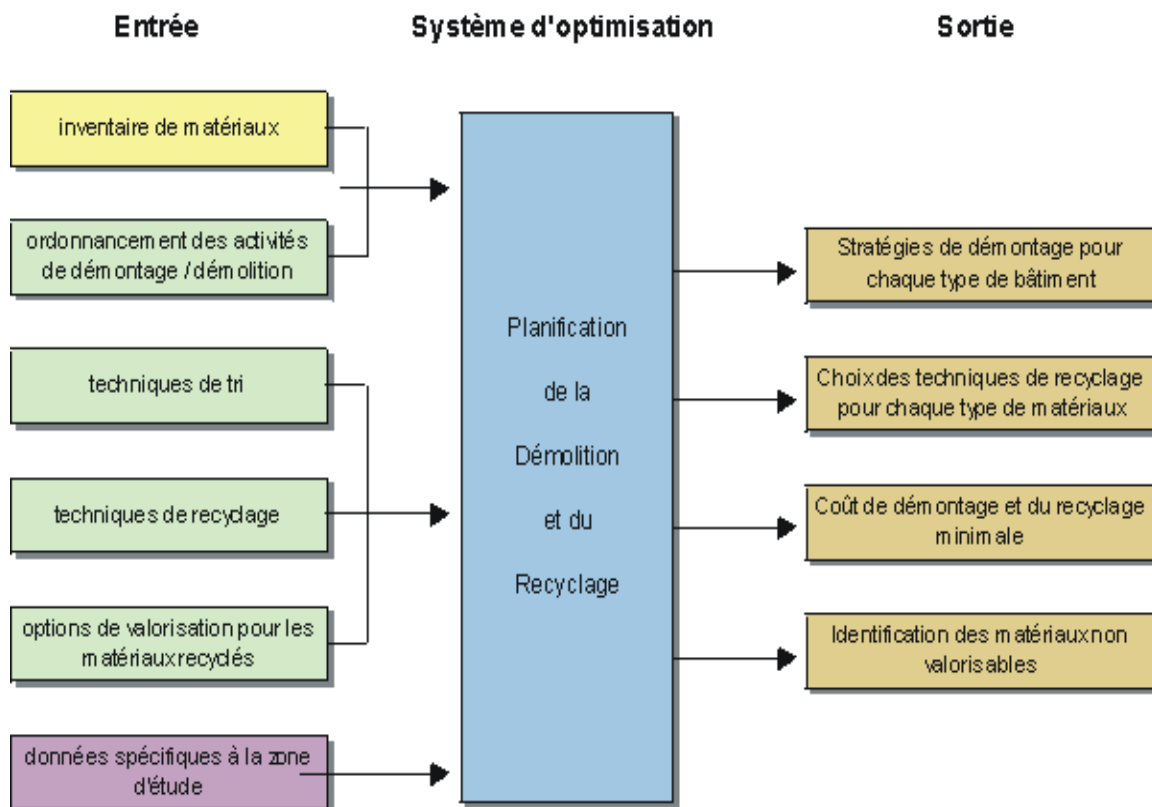 Entrée
Système d'optimisation
Sortie
inventaire de matériaux
ordonnancement des activités
de démontage / démolition
techniques de tri
techniques de recyclage
options de valorisation pour les
matériaux recyclés
données spécifiques à la zone
d'étude
Planification
de la
Démolition
et du
Recyclage
Stratégies de démontage pour
chaque type de bâtiment
Choix des techniques de recyclage
pour chaque type de matériaux
Coût de démontage et du recyclage
minimale
Identification des matériaux non
valorisables